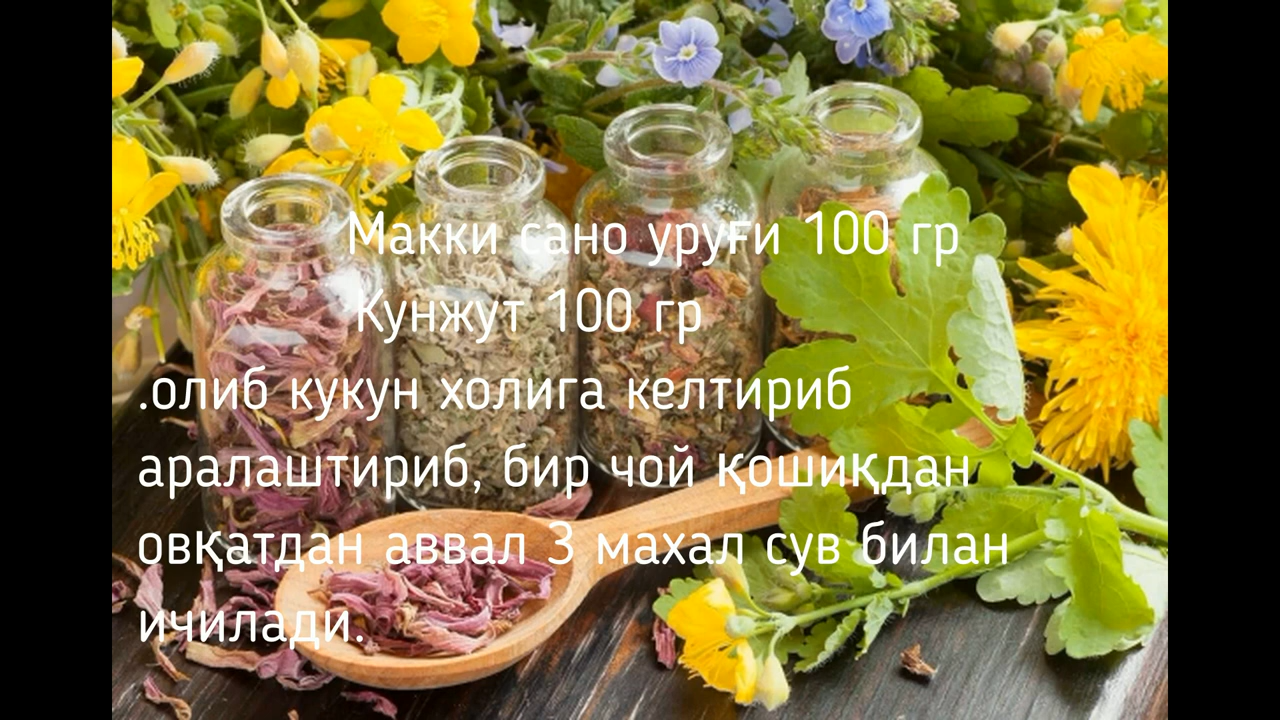 Макки сано уруғи 100 гр
Кунжут 100 гр
.олиб кукун холига келтириб
аралаштириб, бир чой қошиқдан
овқатдан аввал 3 махал сув билан
ичилади.